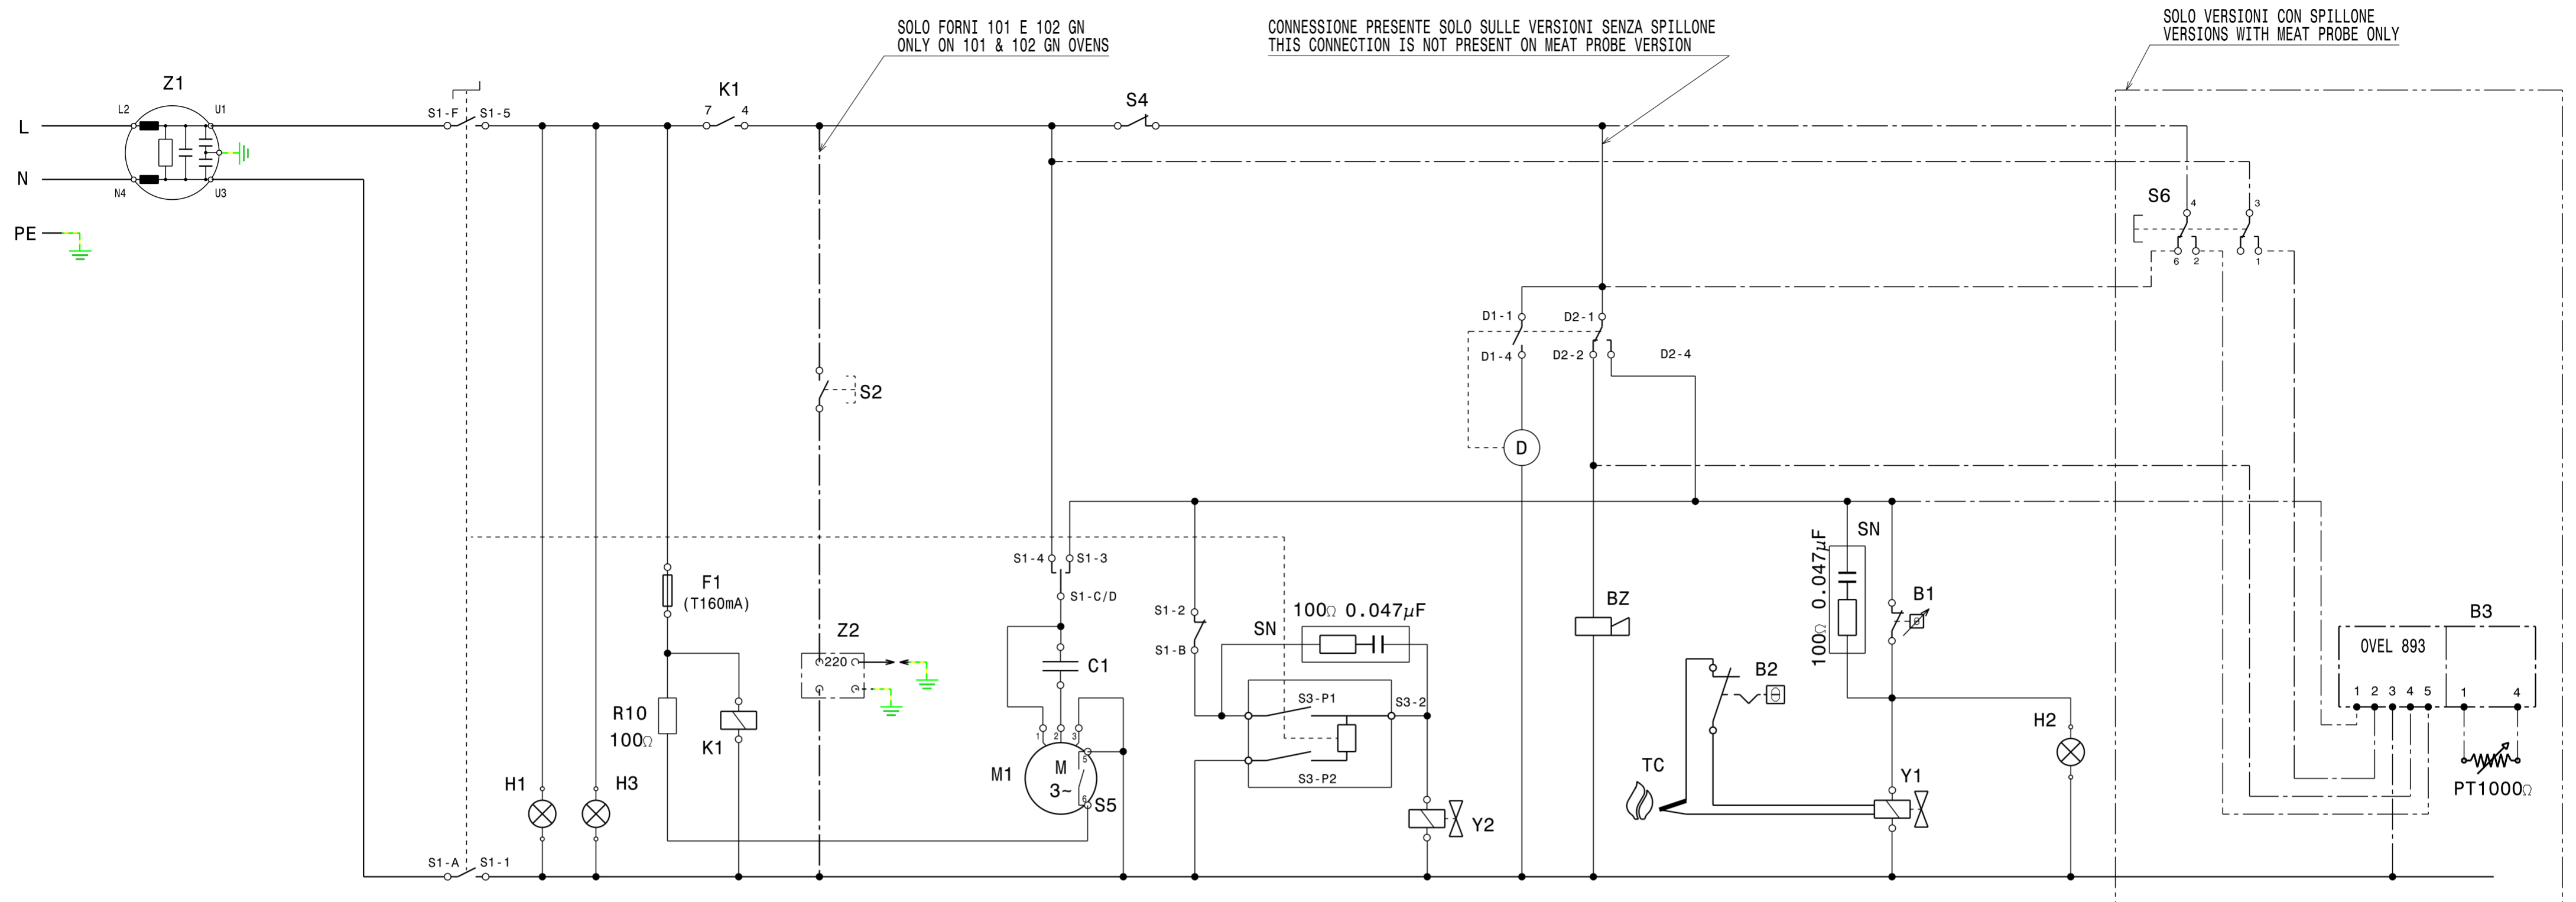 SOLO FORNI 101 E 102 GN
ONLY ON 101 & 102 GN OVENS
CONNESSIONE PRESENTE SOLO SULLE VERSIONI SENZA SPILLONE
THIS CONNECTION IS NOT PRESENT ON MEAT PROBE VERSION
SOLO VERSIONI CON SPILLONE
VERSIONS WITH MEAT PROBE ONLY
Z1
L2
U1
L
N
N4
U3
PE
S1-F
S1-5
K1
7
4
S4
S6
4
3
6
2
1
D1-1
D2-1
D1-4
D2-2
D2-4
S2
D
S1-4
S1-3
S1-C/D
F1
(T160mA)
Z2
220
C1
R10
100Ω
K1
1
2
3
M1
M
3~
5
6
S5
H1
H3
S1-2
S1-B
SN
100Ω 0.047µF
S3-P1
S3-2
S3-P2
Y2
BZ
SN
100Ω 0.047µF
B1
θ
B2
θ
TC
Y1
H2
B3
OVEL 893
1 2 3 4 5
1
4
PT1000Ω
S1-A
S1-1